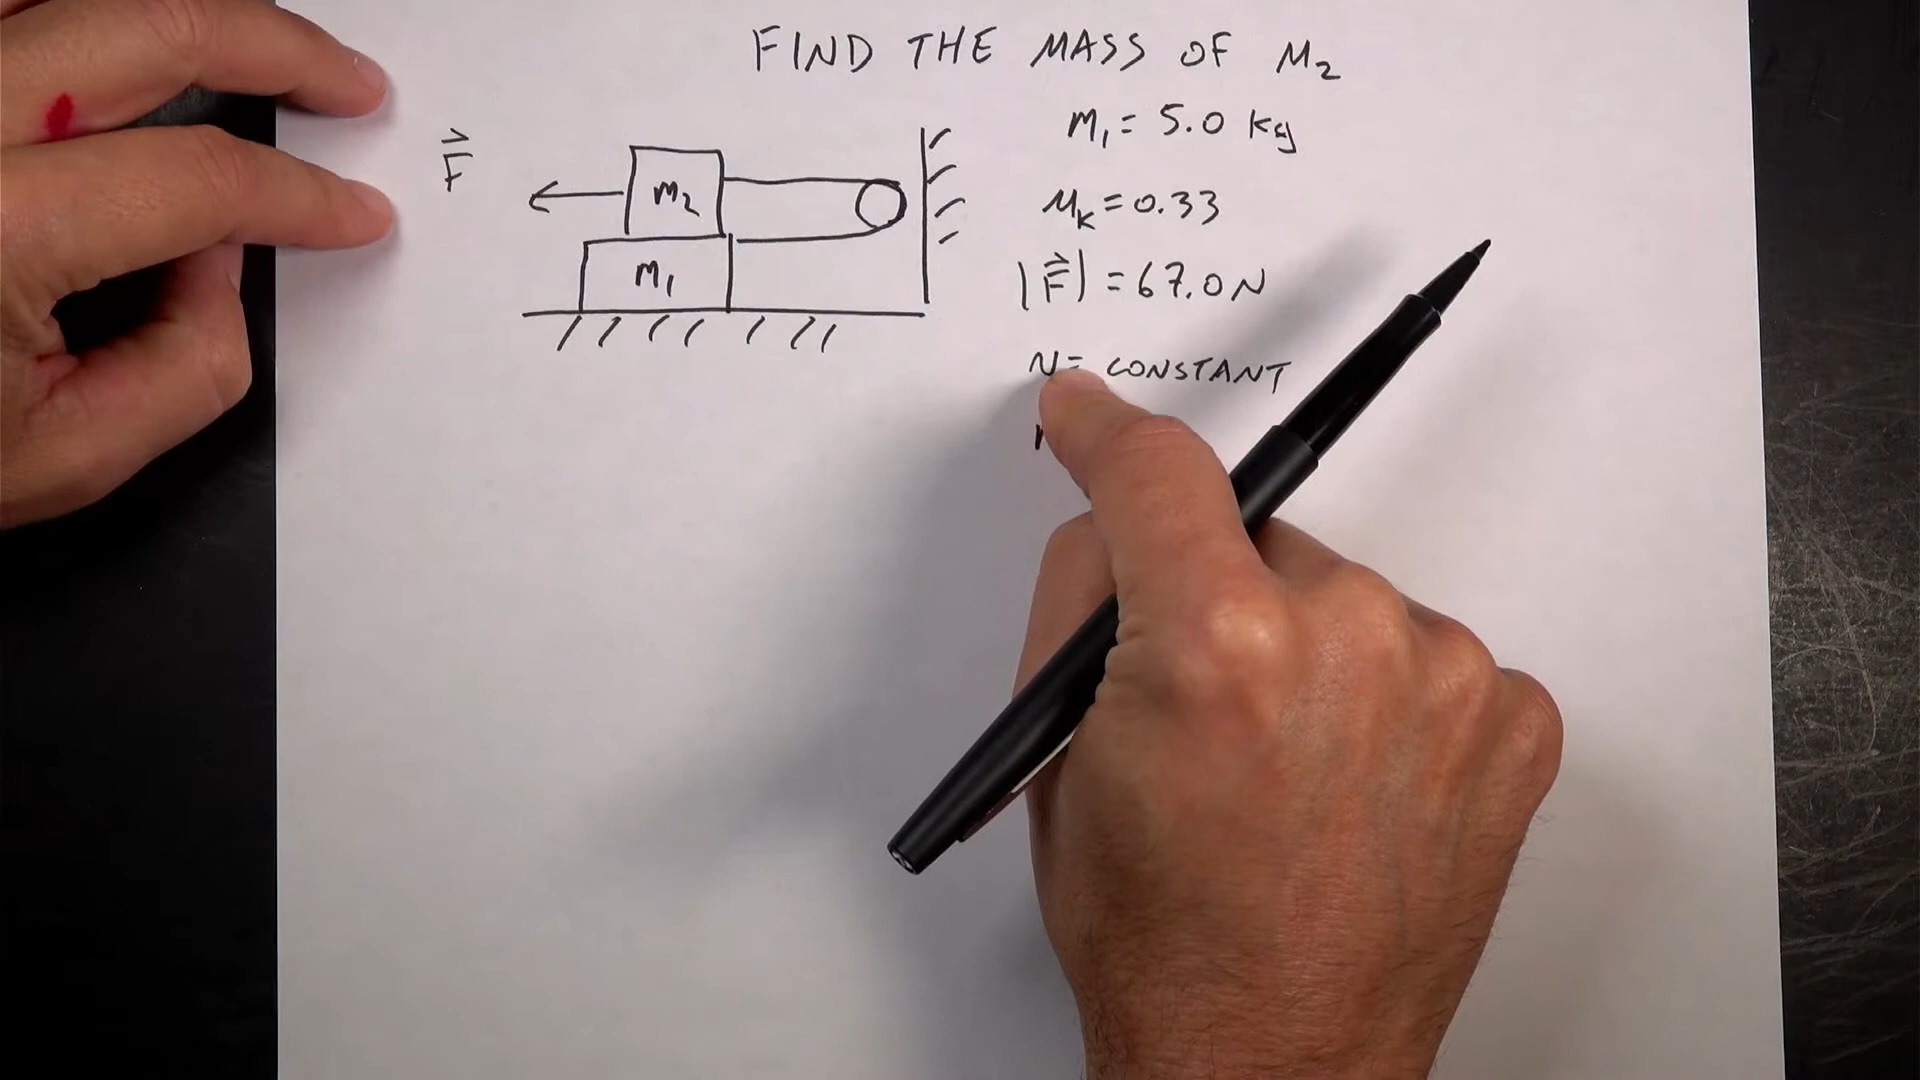 FIND THE MASS OF M₂
m₁ = 5.0 kg
μₖ = 0.33
|F⃗| = 67.0 N
N = CONSTANT
F⃗
m₂
m₁